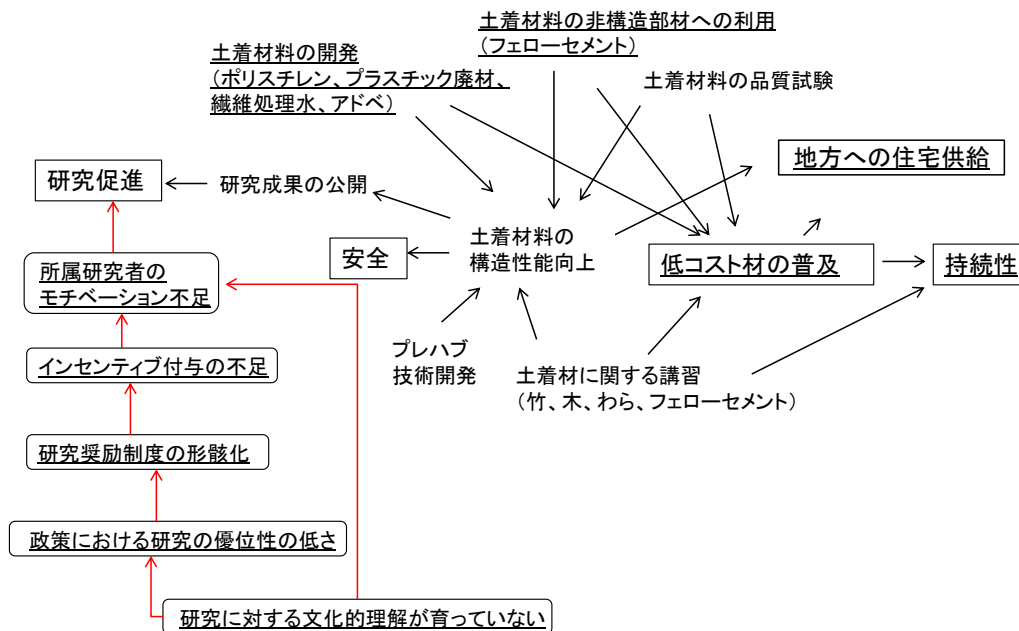 土着材料の非構造部材への利用
(フェローセメント)
土着材料の開発
(ポリスチレン、プラスチック廃材、
繊維処理水、アドベ)
土着材料の品質試験
地方への住宅供給
研究促進
研究成果の公開
土着材料の
構造性能向上
安全
低コスト材の普及
持続性
所属研究者の
モチベーション不足
プレハブ
技術開発
土着材に関する講習
(竹、木、わら、フェローセメント)
インセンティブ付与の不足
研究奨励制度の形骸化
政策における研究の優位性の低さ
研究に対する文化的理解が育っていない